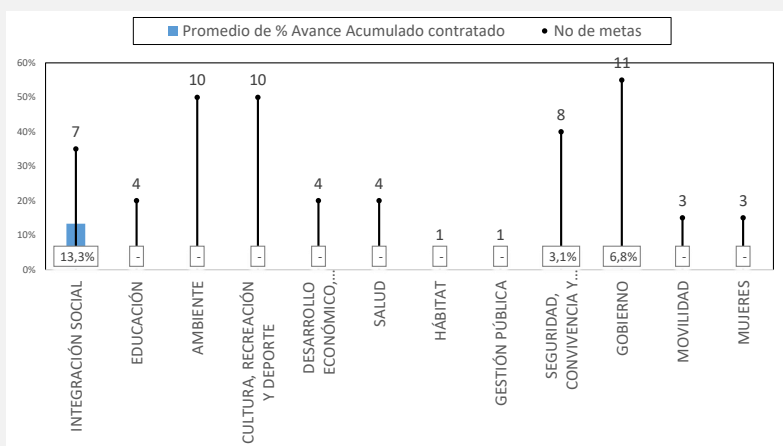 Promedio de % Avance Acumulado contratado
No de metas
60%
50%
40%
30%
20%
10%
0%
7
4
10
10
4
4
1
1
8
11
3
3
13,3%
-
-
-
-
-
-
-
3,1%
6,8%
-
-
INTEGRACIÓN SOCIAL
EDUCACIÓN
AMBIENTE
CULTURA, RECREACIÓN
Y DEPORTE
DESARROLLO
ECONÓMICO,…
SALUD
HÁBITAT
GESTIÓN PÚBLICA
SEGURIDAD,
CONVIVENCIA Y…
GOBIERNO
MOVILIDAD
MUJERES